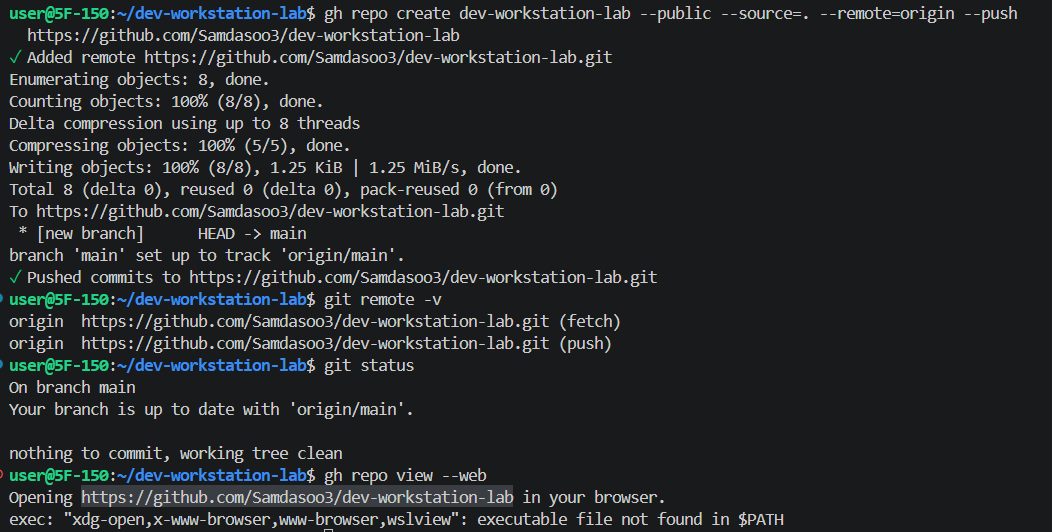 user@5F-150:~/dev-workstation-lab$ gh repo create dev-workstation-lab --public --source=. --remote=origin --push
https://github.com/Samdasoo3/dev-workstation-lab
✓ Added remote https://github.com/Samdasoo3/dev-workstation-lab.git
Enumerating objects: 8, done.
Counting objects: 100% (8/8), done.
Delta compression using up to 8 threads
Compressing objects: 100% (5/5), done.
Writing objects: 100% (8/8), 1.25 KiB | 1.25 MiB/s, done.
Total 8 (delta 0), reused 0 (delta 0), pack-reused 0 (from 0)
To https://github.com/Samdasoo3/dev-workstation-lab.git
 * [new branch]      HEAD -> main
branch 'main' set up to track 'origin/main'.
✓ Pushed commits to https://github.com/Samdasoo3/dev-workstation-lab.git
user@5F-150:~/dev-workstation-lab$ git remote -v
origin  https://github.com/Samdasoo3/dev-workstation-lab.git (fetch)
origin  https://github.com/Samdasoo3/dev-workstation-lab.git (push)
user@5F-150:~/dev-workstation-lab$ git status
On branch main
Your branch is up to date with 'origin/main'.

nothing to commit, working tree clean
user@5F-150:~/dev-workstation-lab$ gh repo view --web
Opening https://github.com/Samdasoo3/dev-workstation-lab in your browser.
exec: "xdg-open,x-www-browser,www-browser,wslview": executable file not found in $PATH